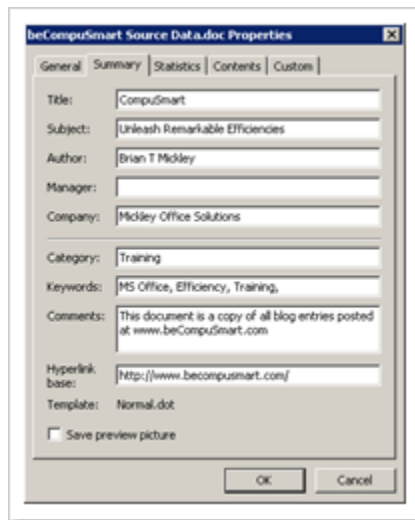 beCompuSmart Source Data.doc Properties
General Summary Statistics Contents Custom
Title: CompuSmart
Subject: Unleash Remarkable Efficiencies
Author: Brian T Mickley
Manager:
Company: Mickley Office Solutions
Category: Training
Keywords: MS Office, Efficiency, Training,
Comments: This document is a copy of all blog entries posted
at www.beCompuSmart.com
Hyperlink
base: http://www.becompusmart.com/
Template: Normal.dot
Save preview picture
OK Cancel